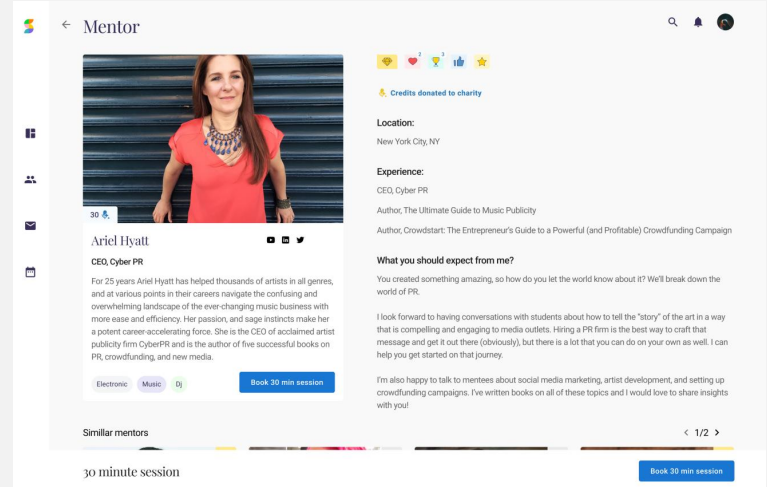 Mentor
2
3
Credits donated to charity
Location:
New York City, NY
Experience:
CEO, Cyber PR
Author, The Ultimate Guide to Music Publicity
Author, Crowdstart: The Entrepreneur's Guide to a Powerful (and Profitable) Crowdfunding Campaign
What you should expect from me?
You created something amazing, so how do you let the world know about it? We'll break down the
world of PR.
I look forward to having conversations with students about how to tell the "story" of the art in a way
that is compelling and engaging to media outlets. Hiring a PR firm is the best way to craft that
message and get it out there (obviously), but there is a lot that you can do on your own as well. I can
help you get started on that journey.
I'm also happy to talk to mentees about social media marketing, artist development, and setting up
crowdfunding campaigns. I've written books on all of these topics and I would love to share insights
with you!
30
Ariel Hyatt
CEO, Cyber PR
For 25 years Ariel Hyatt has helped thousands of artists in all genres,
and at various points in their careers navigate the confusing and
overwhelming landscape of the ever-changing music business with
more ease and efficiency. Her passion, and sage instincts make her
a potent career-accelerating force. She is the CEO of acclaimed artist
publicity firm CyberPR and is the author of five successful books on
PR, crowdfunding, and new media.
Electronic
Music
Dj
Book 30 min session
Simillar mentors
1/2
30 minute session
Book 30 min session